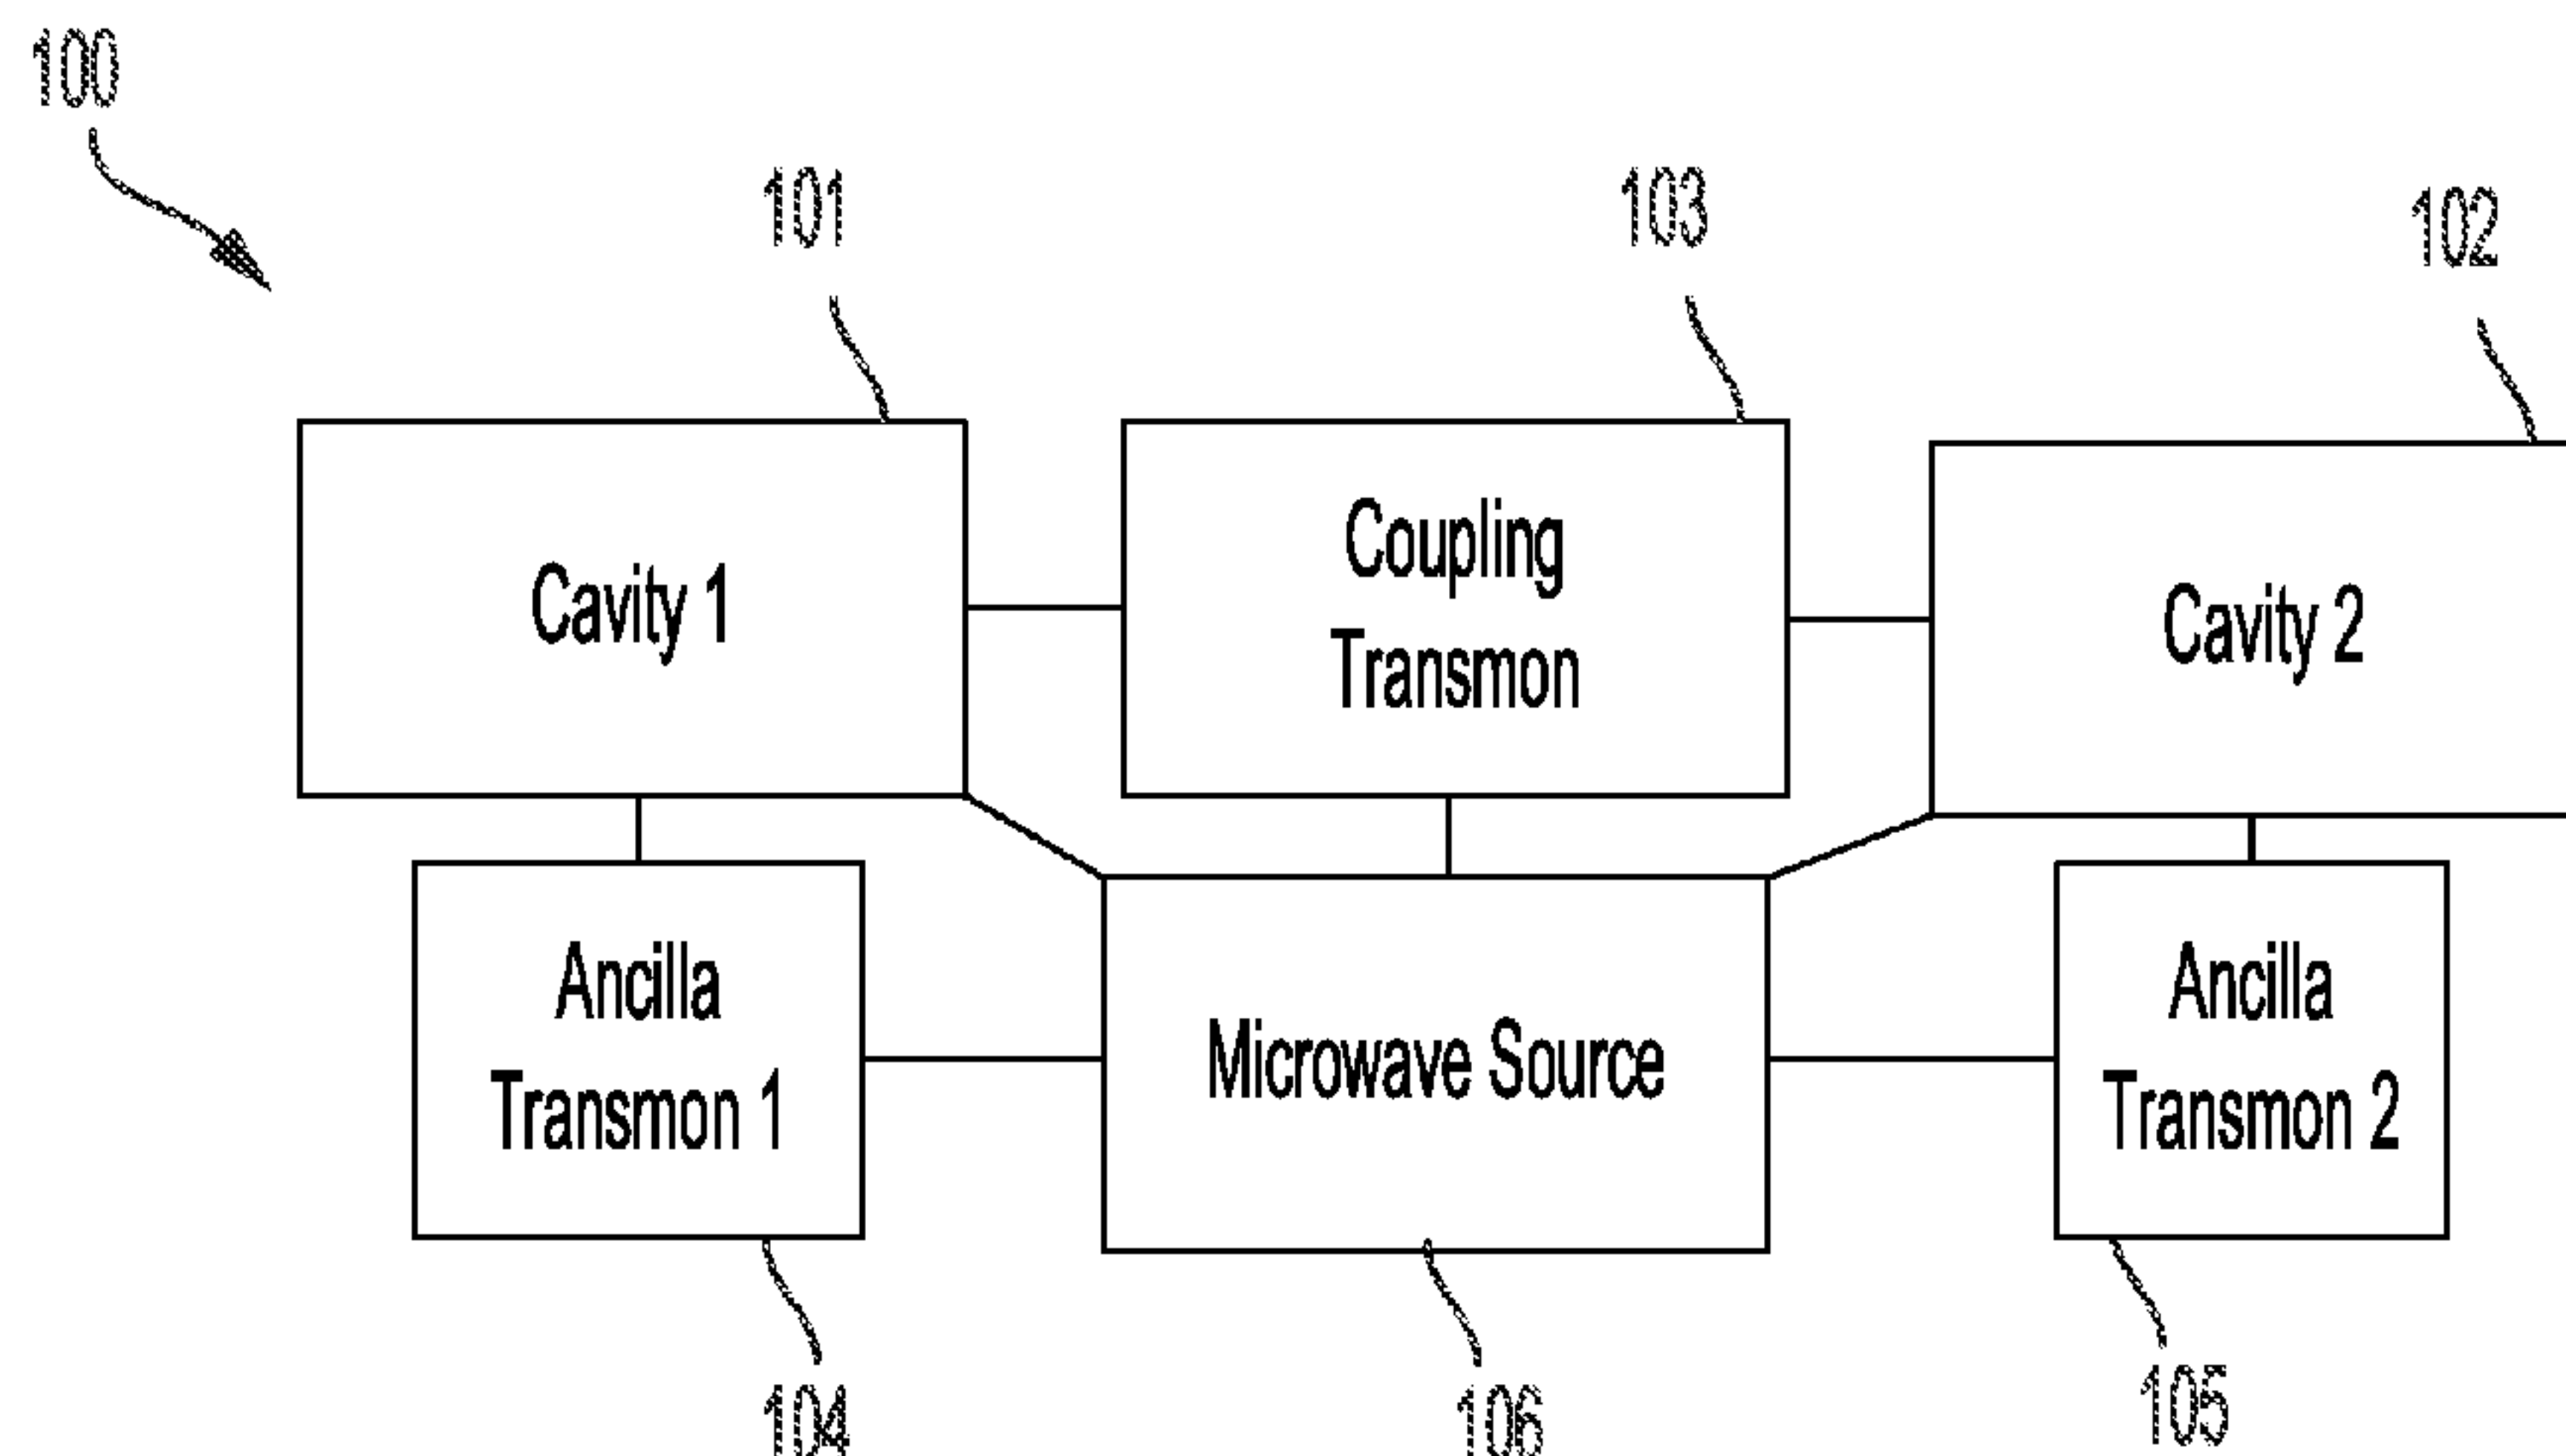 100
101
103
102
Cavity 1
Coupling
Transmon
Cavity 2
Ancilla
Transmon 1
Microwave Source
Ancilla
Transmon 2
104
106
105